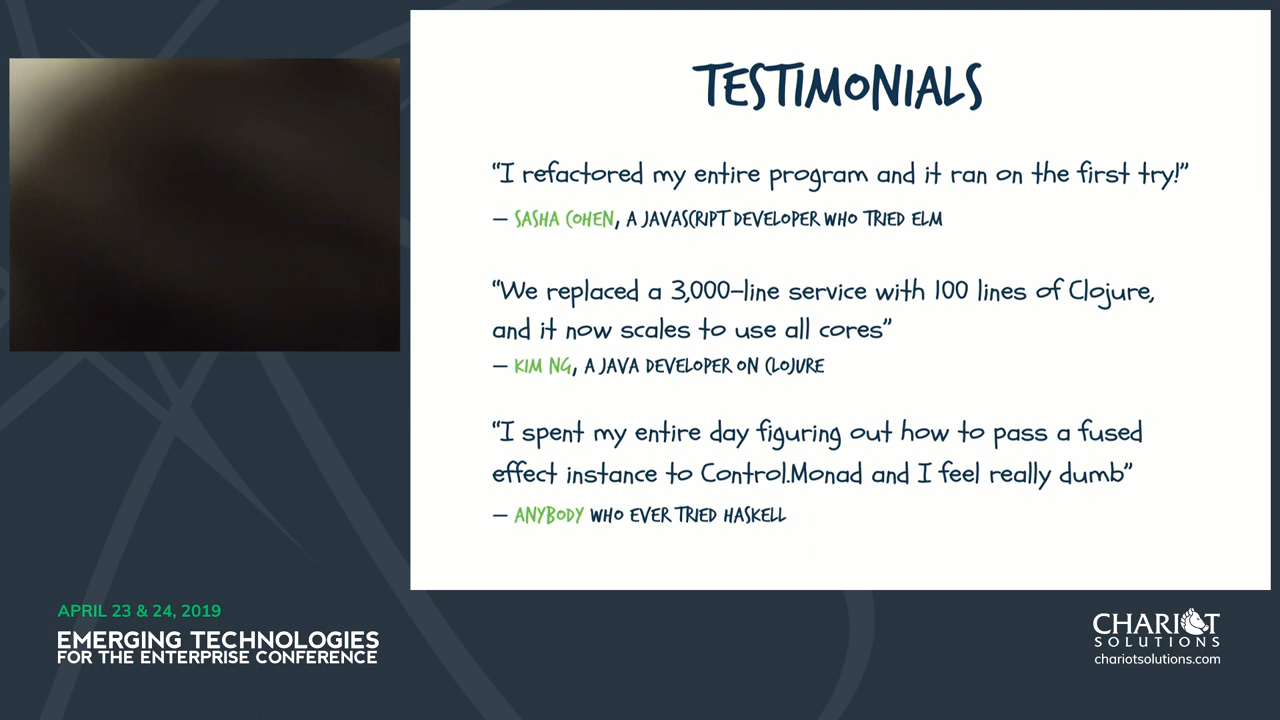 TESTIMONIALS
“I refactored my entire program and it ran on the first try!”
– SASHA COHEN, A JAVASCRIPT DEVELOPER WHO TRIED ELM
“We replaced a 3,000-line service with 100 lines of Clojure,
and it now scales to use all cores”
– KIM NG, A JAVA DEVELOPER ON CLOJURE
“I spent my entire day figuring out how to pass a fused
effect instance to Control.Monad and I feel really dumb”
– ANYBODY WHO EVER TRIED HASKELL
APRIL 23 & 24, 2019
EMERGING TECHNOLOGIES
FOR THE ENTERPRISE CONFERENCE
CHARIOT
SOLUTIONS
chariotsolutions.com